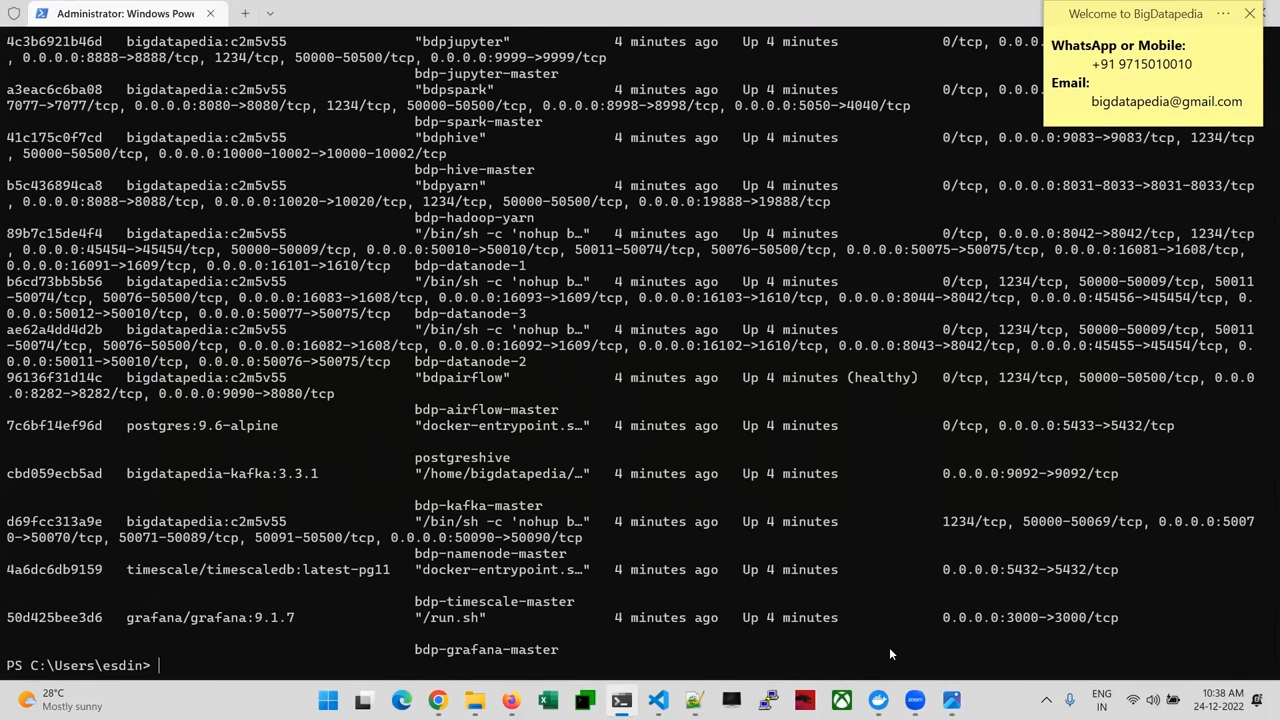 Administrator: Windows Powe
Welcome to BigDatapedia
WhatsApp or Mobile:
+91 9715010010
Email:
bigdatapedia@gmail.com
4c3b6921b46d bigdatapedia:c2m5v55 "bdpjupyter" 4 minutes ago Up 4 minutes 0/tcp, 0.0.0.
, 0.0.0.0:8888->8888/tcp, 1234/tcp, 50000-50500/tcp, 0.0.0.0:9999->9999/tcp
bdp-jupyter-master
a3eac6c6ba08 bigdatapedia:c2m5v55 "bdpspark" 4 minutes ago Up 4 minutes 0/tcp, 0.0.0.
7077->7077/tcp, 0.0.0.0:8080->8080/tcp, 1234/tcp, 50000-50500/tcp, 0.0.0.0:8998->8998/tcp, 0.0.0.0:5050->4040/tcp
bdp-spark-master
41c175c0f7cd bigdatapedia:c2m5v55 "bdphive" 4 minutes ago Up 4 minutes 0/tcp, 0.0.0.0:9083->9083/tcp, 1234/tcp
, 50000-50500/tcp, 0.0.0.0:10000-10002->10000-10002/tcp
bdp-hive-master
b5c436894ca8 bigdatapedia:c2m5v55 "bdpyarn" 4 minutes ago Up 4 minutes 0/tcp, 0.0.0.0:8031-8033->8031-8033/tcp
, 0.0.0.0:8088->8088/tcp, 0.0.0.0:10020->10020/tcp, 1234/tcp, 50000-50500/tcp, 0.0.0.0:19888->19888/tcp
bdp-hadoop-yarn
89b7c15de4f4 bigdatapedia:c2m5v55 "/bin/sh -c 'nohup b…" 4 minutes ago Up 4 minutes 0/tcp, 0.0.0.0:8042->8042/tcp, 1234/tcp
, 0.0.0.0:45454->45454/tcp, 50000-50009/tcp, 0.0.0.0:50010->50010/tcp, 50011-50074/tcp, 50076-50500/tcp, 0.0.0.0:50075->50075/tcp, 0.0.0.0:16081->1608/tcp,
0.0.0.0:16091->1609/tcp, 0.0.0.0:16101->1610/tcp bdp-datanode-1
b6cd73bb5b56 bigdatapedia:c2m5v55 "/bin/sh -c 'nohup b…" 4 minutes ago Up 4 minutes 0/tcp, 1234/tcp, 50000-50009/tcp, 50011
-50074/tcp, 50076-50500/tcp, 0.0.0.0:16083->1608/tcp, 0.0.0.0:16093->1609/tcp, 0.0.0.0:16103->1610/tcp, 0.0.0.0:8044->8042/tcp, 0.0.0.0:45456->45454/tcp, 0.
0.0.0:50012->50010/tcp, 0.0.0.0:50077->50075/tcp bdp-datanode-3
ae62a4dd4d2b bigdatapedia:c2m5v55 "/bin/sh -c 'nohup b…" 4 minutes ago Up 4 minutes 0/tcp, 1234/tcp, 50000-50009/tcp, 50011
-50074/tcp, 50076-50500/tcp, 0.0.0.0:16082->1608/tcp, 0.0.0.0:16092->1609/tcp, 0.0.0.0:16102->1610/tcp, 0.0.0.0:8043->8042/tcp, 0.0.0.0:45455->45454/tcp, 0.
0.0.0:50011->50010/tcp, 0.0.0.0:50076->50075/tcp bdp-datanode-2
96136f31d14c bigdatapedia:c2m5v55 "bdpairflow" 4 minutes ago Up 4 minutes (healthy) 0/tcp, 1234/tcp, 50000-50500/tcp, 0.0.0
.0:8282->8282/tcp, 0.0.0.0:9090->8080/tcp
bdp-airflow-master
7c6bf14ef96d postgres:9.6-alpine "docker-entrypoint.s…" 4 minutes ago Up 4 minutes 0/tcp, 0.0.0.0:5433->5432/tcp
postgreshive
cbd059ecb5ad bigdatapedia-kafka:3.3.1 "/home/bigdatapedia/…" 4 minutes ago Up 4 minutes 0.0.0.0:9092->9092/tcp
bdp-kafka-master
d69fcc313a9e bigdatapedia:c2m5v55 "/bin/sh -c 'nohup b…" 4 minutes ago Up 4 minutes 1234/tcp, 50000-50069/tcp, 0.0.0.0:5007
0->50070/tcp, 50071-50089/tcp, 50091-50500/tcp, 0.0.0.0:50090->50090/tcp
bdp-namenode-master
4a6dc6db9159 timescale/timescaledb:latest-pg11 "docker-entrypoint.s…" 4 minutes ago Up 4 minutes 0.0.0.0:5432->5432/tcp
bdp-timescale-master
50d425bee3d6 grafana/grafana:9.1.7 "/run.sh" 4 minutes ago Up 4 minutes 0.0.0.0:3000->3000/tcp
bdp-grafana-master
PS C:\Users\esdin>
28°C
Mostly sunny
zoom
ENG
IN
10:38 AM
24-12-2022